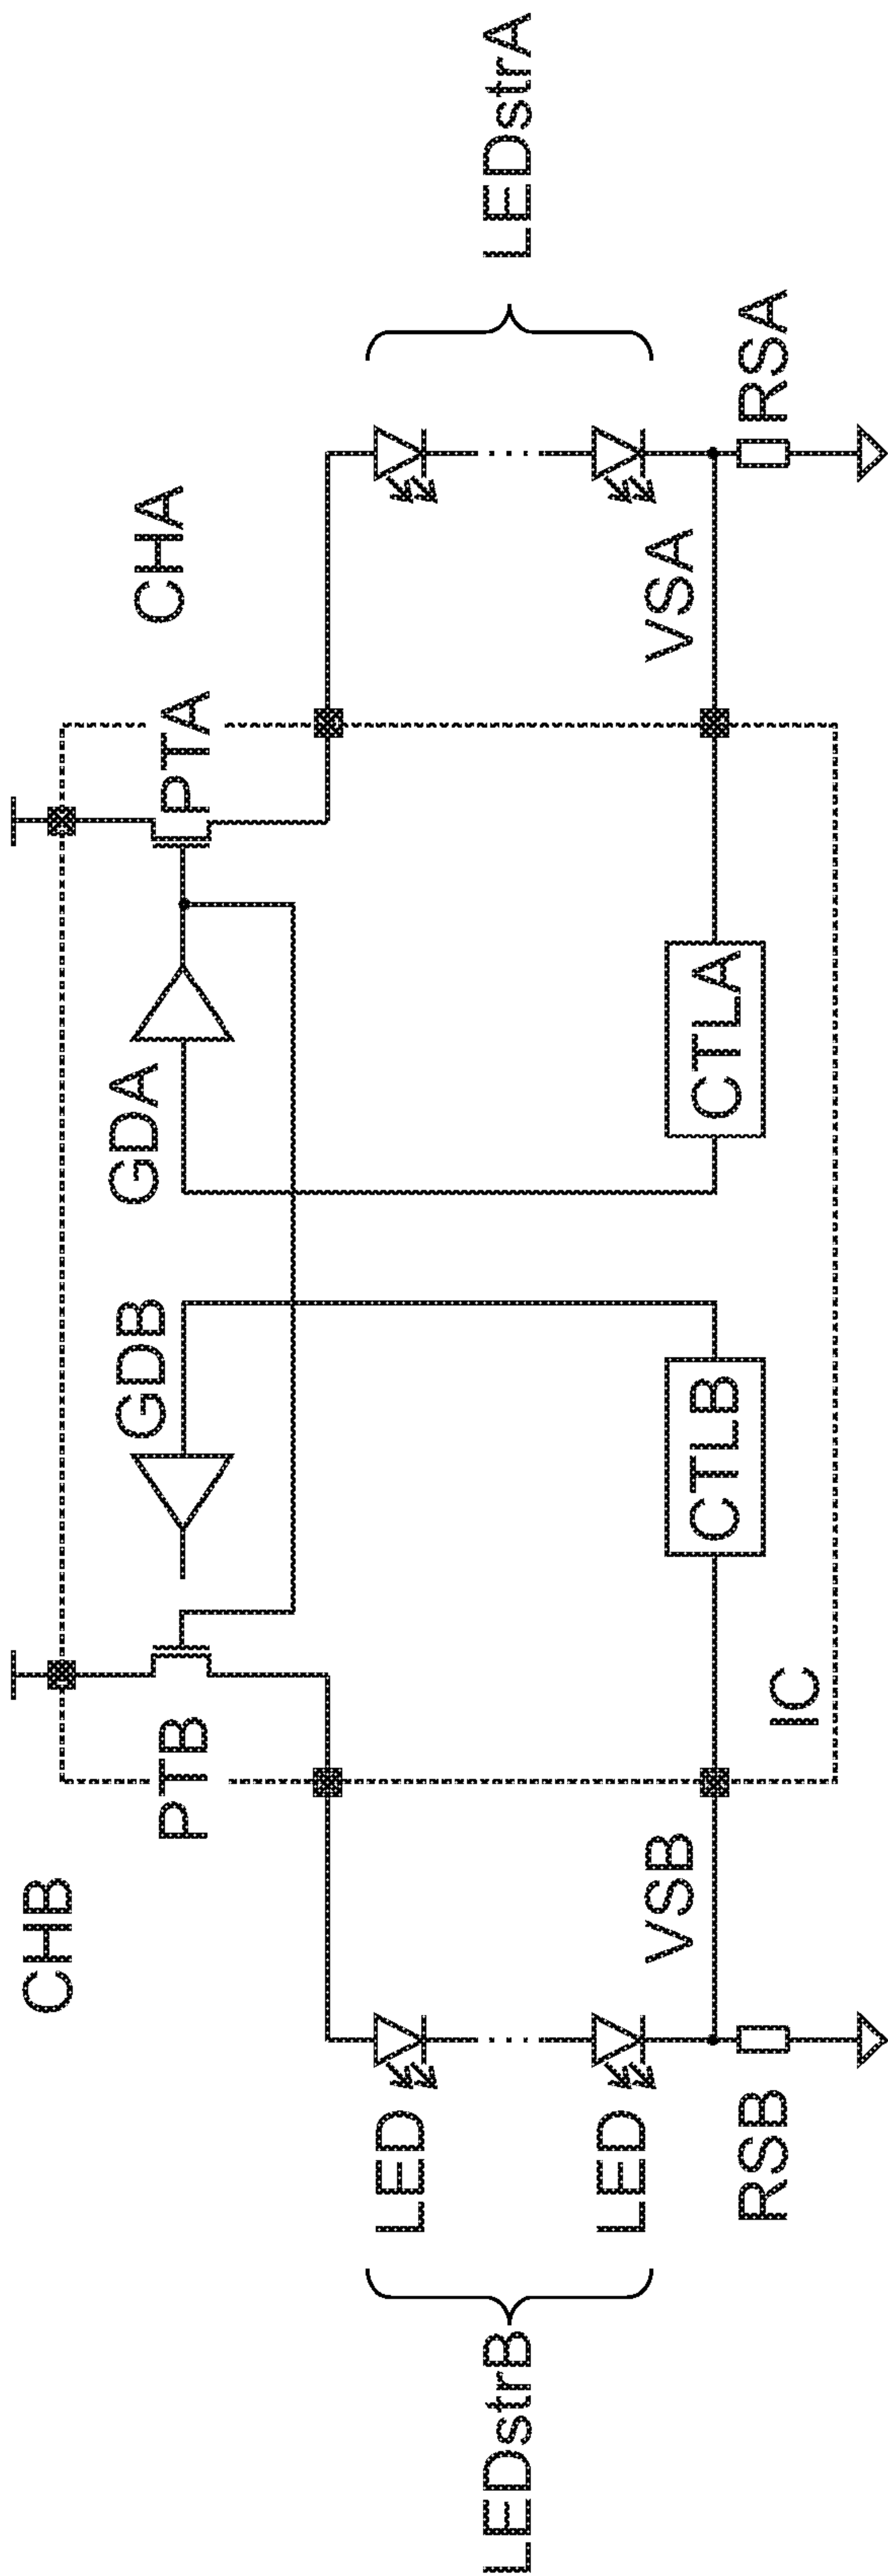 CHB
CHA
PTB
GDB
GDA
PTA
LEDstrB
LED
LED
LEDstrA
VSB
VSA
CTLB
CTLA
RSB
IC
RSA